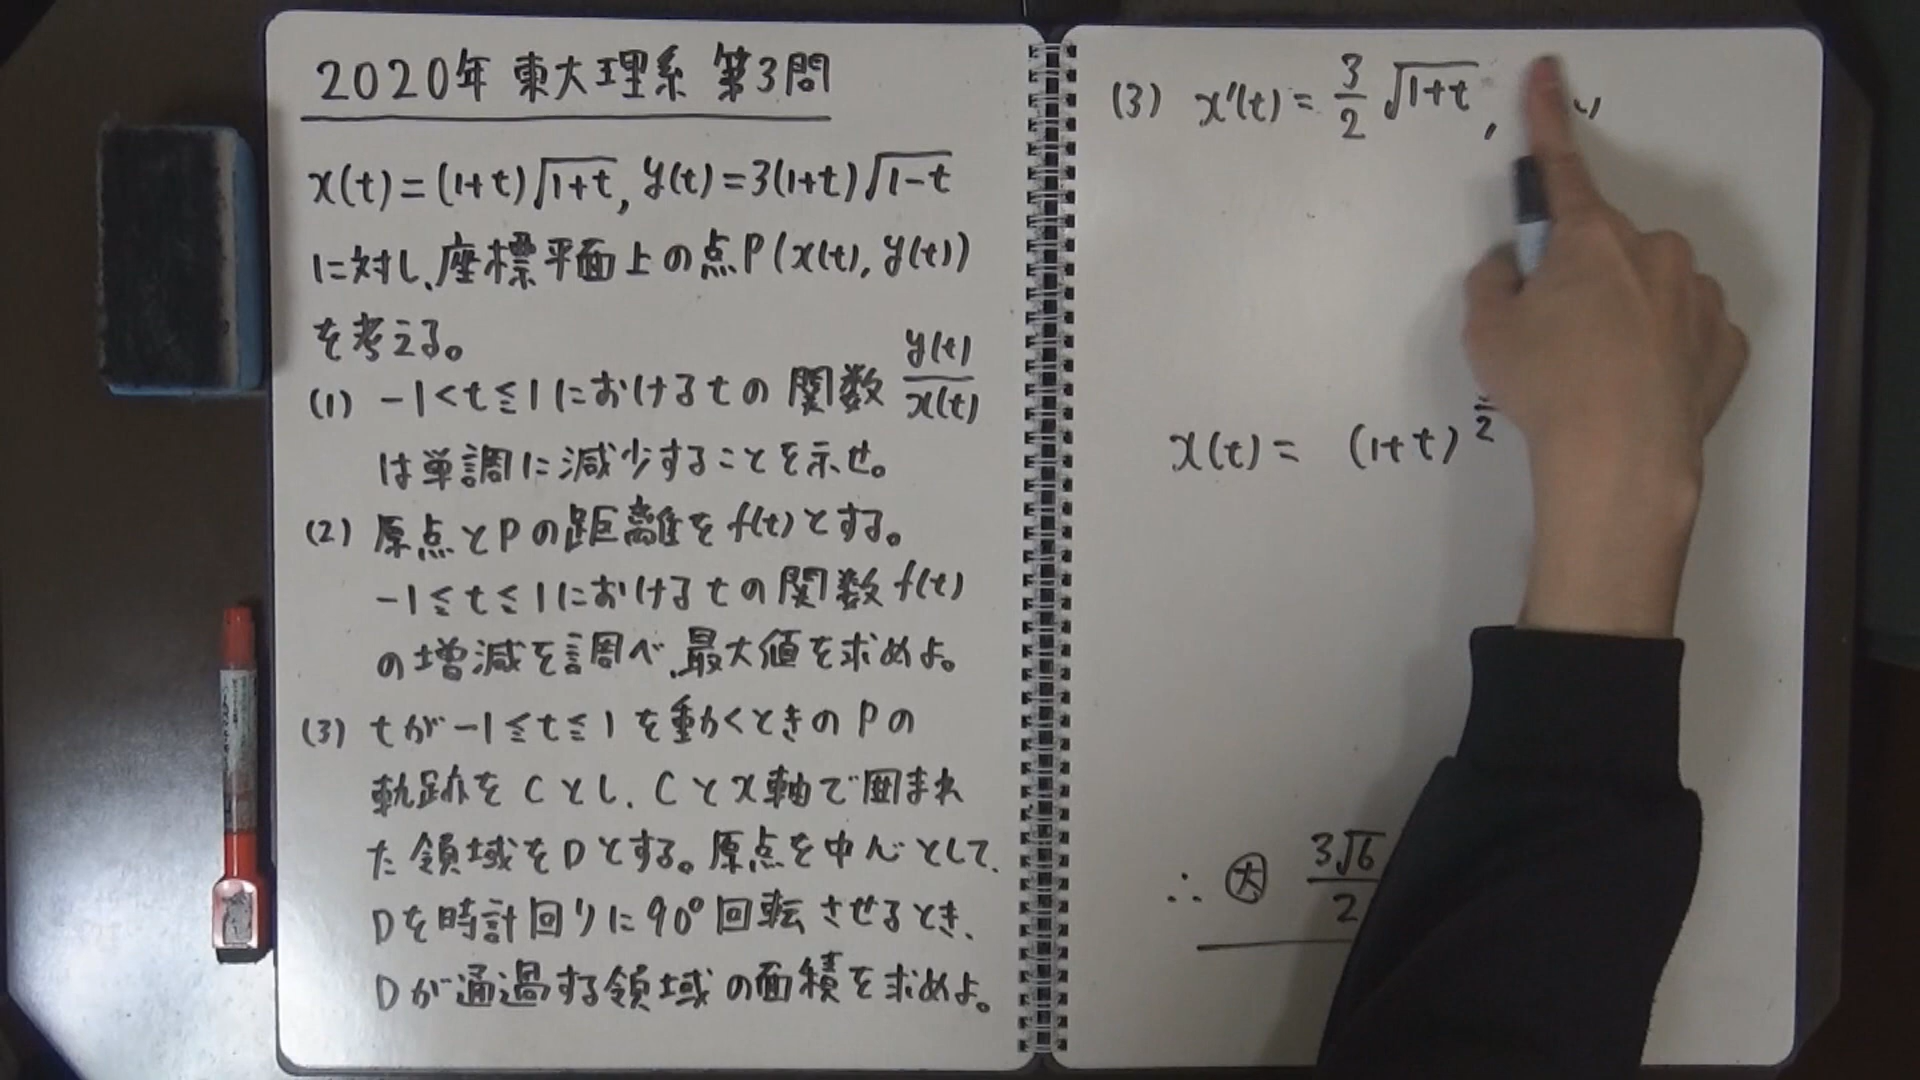 2020年 東大理系 第3問
x(t)=(1+t)√1+t, y(t)=3(1+t)√1-t
に対し、座標平面上の点P(x(t), y(t))
を考える。
(1) -1<t≦1におけるtの関数 y(t)/x(t)
は単調に減少することを示せ。
(2) 原点とPの距離をf(t)とする。
-1≦t≦1におけるtの関数f(t)
の増減を調べ、最大値を求めよ。
(3) tが-1≦t≦1を動くときのPの
軌跡をCとし、Cとx軸で囲まれ
た領域をDとする。原点を中心として、
Dを時計回りに90°回転させるとき、
Dが通過する領域の面積を求めよ。
(3) x'(t)= 3/2 √1+t ,
x(t)= (1+t)
∴ 大 3√6/2